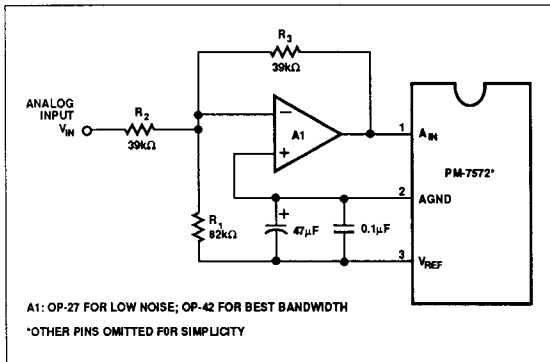 R3
39kΩ
ANALOG
INPUT
VIN
R2
39kΩ
−
A1
+
1
AIN
PM-7572*
2
AGND
R1
82kΩ
+
47µF
0.1µF
3
VREF
A1: OP-27 FOR LOW NOISE; OP-42 FOR BEST BANDWIDTH
*OTHER PINS OMITTED FOR SIMPLICITY